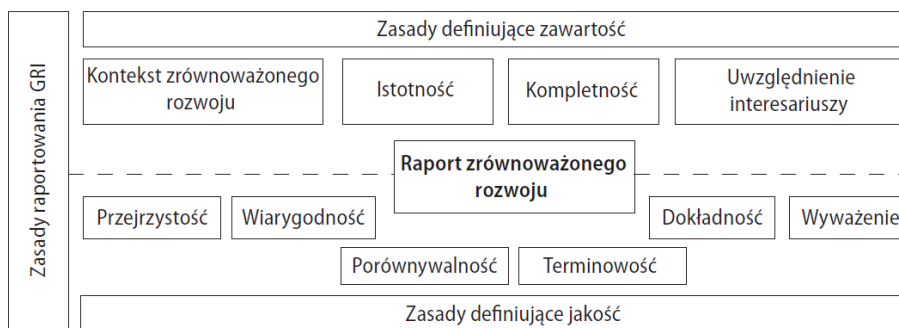 Zasady raportowania GRI
Zasady definiujące zawartość
Kontekst zrównoważonego
rozwoju
Istotność
Kompletność
Uwzględnienie
interesariuszy
Raport zrównoważonego
rozwoju
Przejrzystość
Wiarygodność
Dokładność
Wyważenie
Porównywalność
Terminowość
Zasady definiujące jakość